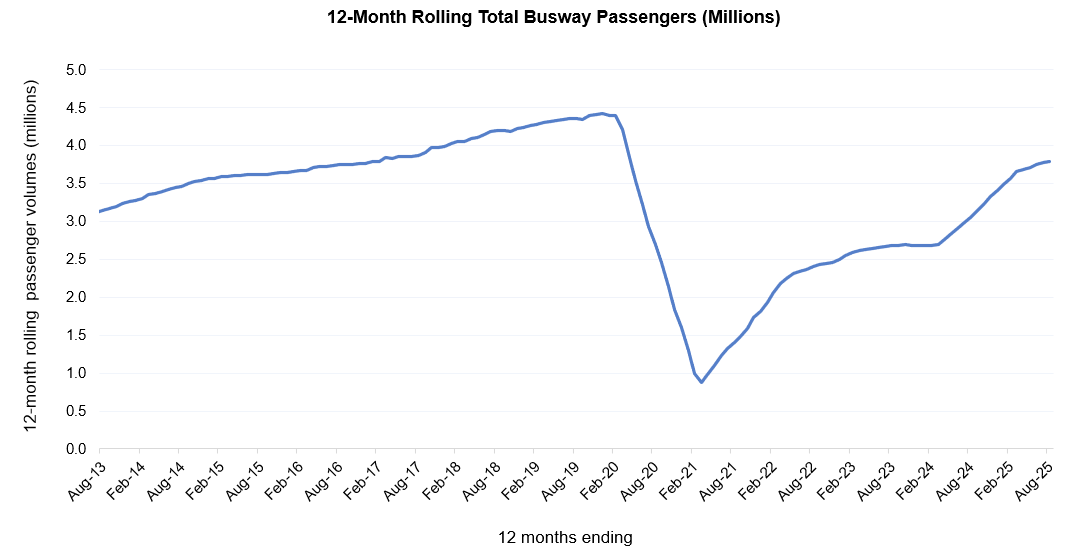 12-Month Rolling Total Busway Passengers (Millions)
12-month rolling  passenger volumes (millions)
5.0
4.5
4.0
3.5
3.0
2.5
2.0
1.5
1.0
0.5
0.0
Aug-13
Feb-14
Aug-14
Feb-15
Aug-15
Feb-16
Aug-16
Feb-17
Aug-17
Feb-18
Aug-18
Feb-19
Aug-19
Feb-20
Aug-20
Feb-21
Aug-21
Feb-22
Aug-22
Feb-23
Aug-23
Feb-24
Aug-24
Feb-25
Aug-25
12 months ending